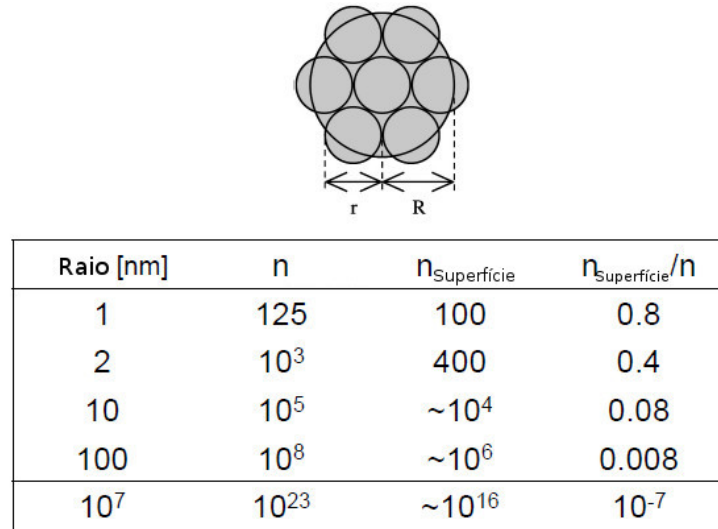 r R
Raio [nm] n nSuperfície nSuperfície/n
1 125 100 0.8
2 10³ 400 0.4
10 10⁵ ~10⁴ 0.08
100 10⁸ ~10⁶ 0.008
10⁷ 10²³ ~10¹⁶ 10⁻⁷